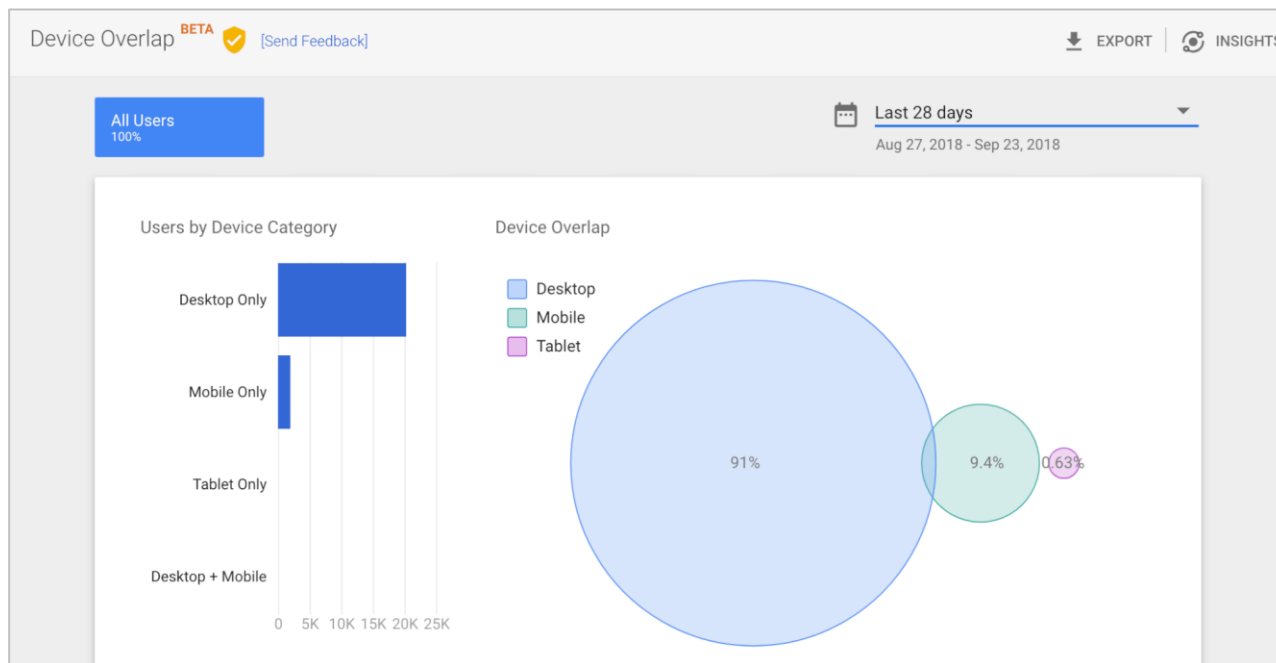 Device Overlap BETA [Send Feedback] EXPORT INSIGHTS
All Users
100%
Last 28 days
Aug 27, 2018 - Sep 23, 2018
Users by Device Category
Desktop Only
Mobile Only
Tablet Only
Desktop + Mobile
0 5K 10K 15K 20K 25K
Device Overlap
Desktop
Mobile
Tablet
91% 9.4% 0.63%